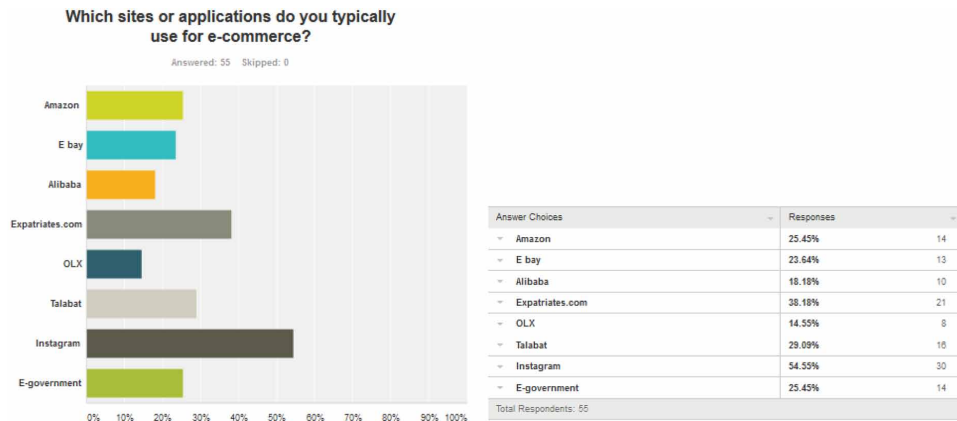 Which sites or applications do you typically
use for e-commerce?
Answered: 55 Skipped: 0
Amazon
E bay
Alibaba
Expatriates.com
OLX
Talabat
Instagram
E-government
0% 10% 20% 30% 40% 50% 60% 70% 80% 90% 100%
Answer Choices Responses
Amazon 25.45% 14
E bay 23.64% 13
Alibaba 18.18% 10
Expatriates.com 38.18% 21
OLX 14.55% 8
Talabat 29.09% 16
Instagram 54.55% 30
E-government 25.45% 14
Total Respondents: 55